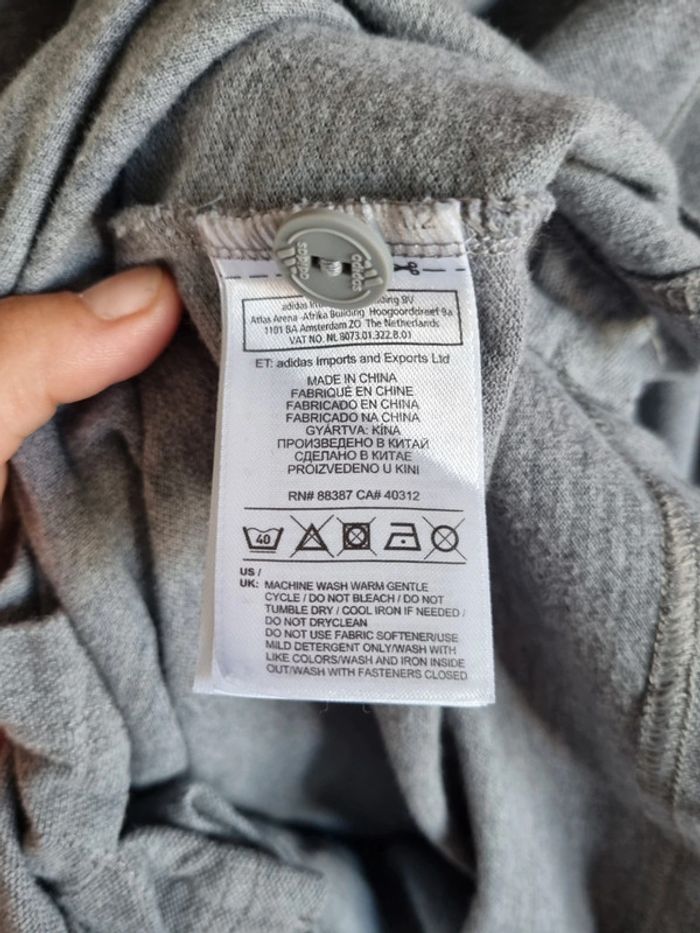 adidas
adidas
adidas
Atlas Arena -Afrika Building Hoogoorddreef 9a
1101 BA Amsterdam ZO The Netherlands
VAT NO. NL 8073.01.322.B.01
ET: adidas Imports and Exports Ltd
MADE IN CHINA
FABRIQUÉ EN CHINE
FABRICADO EN CHINA
FABRICADO NA CHINA
GYÁRTVA: KÍNA
ПРОИЗВЕДЕНО В КИТАЙ
СДЕЛАНО В КИТАЕ
PROIZVEDENO U KINI
RN# 88387 CA# 40312
40
US /
UK: MACHINE WASH WARM GENTLE
CYCLE / DO NOT BLEACH / DO NOT
TUMBLE DRY / COOL IRON IF NEEDED /
DO NOT DRYCLEAN
DO NOT USE FABRIC SOFTENER/USE
MILD DETERGENT ONLY/WASH WITH
LIKE COLORS/WASH AND IRON INSIDE
OUT/WASH WITH FASTENERS CLOSED